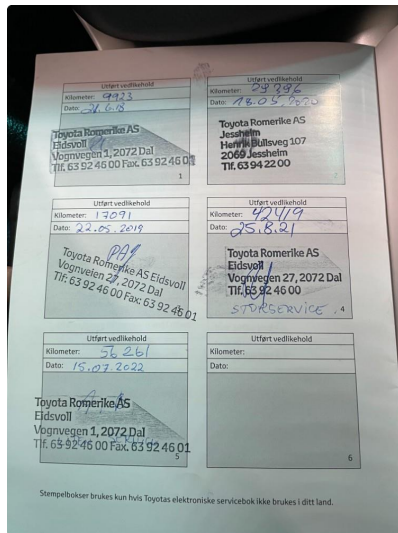 Utført vedlikehold
Kilometer: 9923
Dato: 21.6.18
Toyota Romerike AS
Eidsvoll
Vognvegen 1, 2072 Dal
Tlf. 63 92 46 00 Fax. 63 92 46 01
1
Utført vedlikehold
Kilometer: 29396
Dato: 18.05.2020
Toyota Romerike AS
Jessheim
Henrik Bullsveg 107
2069 Jessheim
Tlf. 63 94 22 00
Utført vedlikehold
Kilometer: 17091
Dato: 22.05.2019
Toyota Romerike AS Eidsvoll
Vognveien 27, 2072 Dal
Tlf: 63 92 46 00 Fax: 63 92 46 01
Utført vedlikehold
Kilometer: 42419
Dato: 25.8.21
Toyota Romerike AS
Eidsvoll
Vognvegen 27, 2072 Dal
Tlf. 63 92 46 00
STORSERVICE.
4
Utført vedlikehold
Kilometer: 56261
Dato: 15.07.2022
Toyota Romerike AS
Eidsvoll
Vognvegen 1, 2072 Dal
Tlf. 63 92 46 00 Fax. 63 92 46 01
5
Utført vedlikehold
Kilometer:
Dato:
6
Stempelbokser brukes kun hvis Toyotas elektroniske servicebok ikke brukes i ditt land.